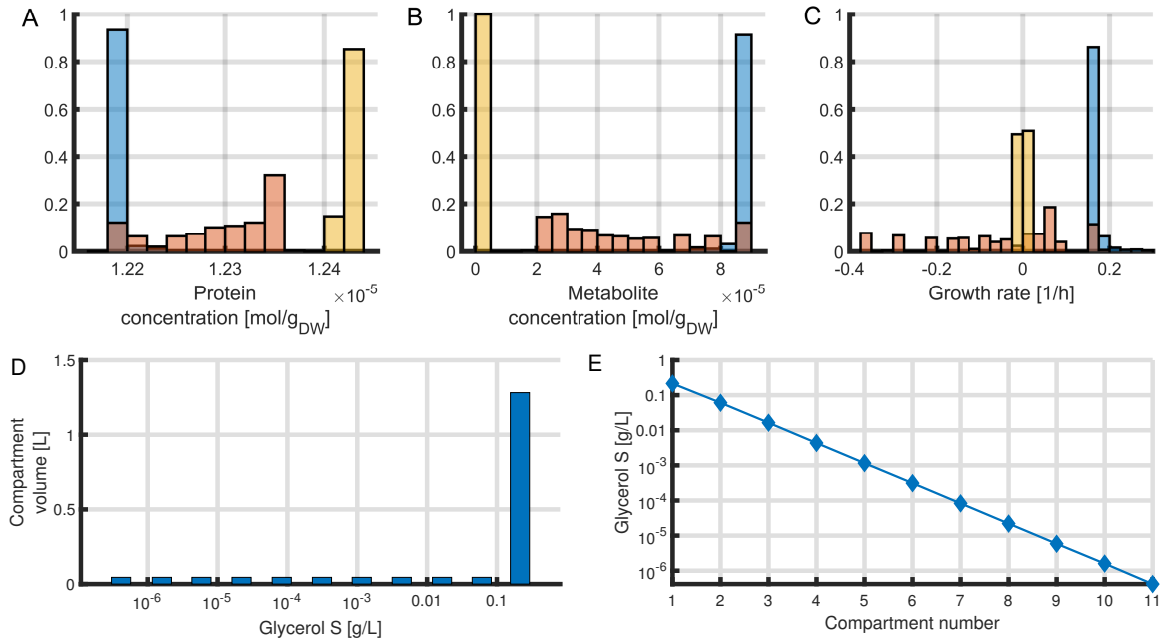 A
1
0.8
0.6
0.4
0.2
0
1.22 1.23 1.24
Protein ×10-5
concentration [mol/gDW]
B
1
0.8
0.6
0.4
0.2
0
0 2 4 6 8
Metabolite ×10-5
concentration [mol/gDW]
C
1
0.8
0.6
0.4
0.2
0
-0.4 -0.2 0 0.2
Growth rate [1/h]
D
1.5
1
0.5
0
Compartment
volume [L]
10-6 10-5 10-4 10-3 0.01 0.1
Glycerol S [g/L]
E
1
0.1
0.01
10-3
10-4
10-5
10-6
Glycerol S [g/L]
1 2 3 4 5 6 7 8 9 10 11
Compartment number